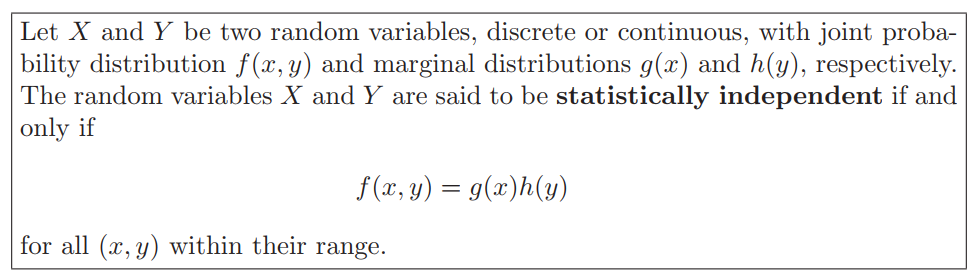 Let X and Y be two random variables, discrete or continuous, with joint proba-
bility distribution f(x, y) and marginal distributions g(x) and h(y), respectively.
The random variables X and Y are said to be statistically independent if and
only if
f(x, y) = g(x)h(y)
for all (x, y) within their range.